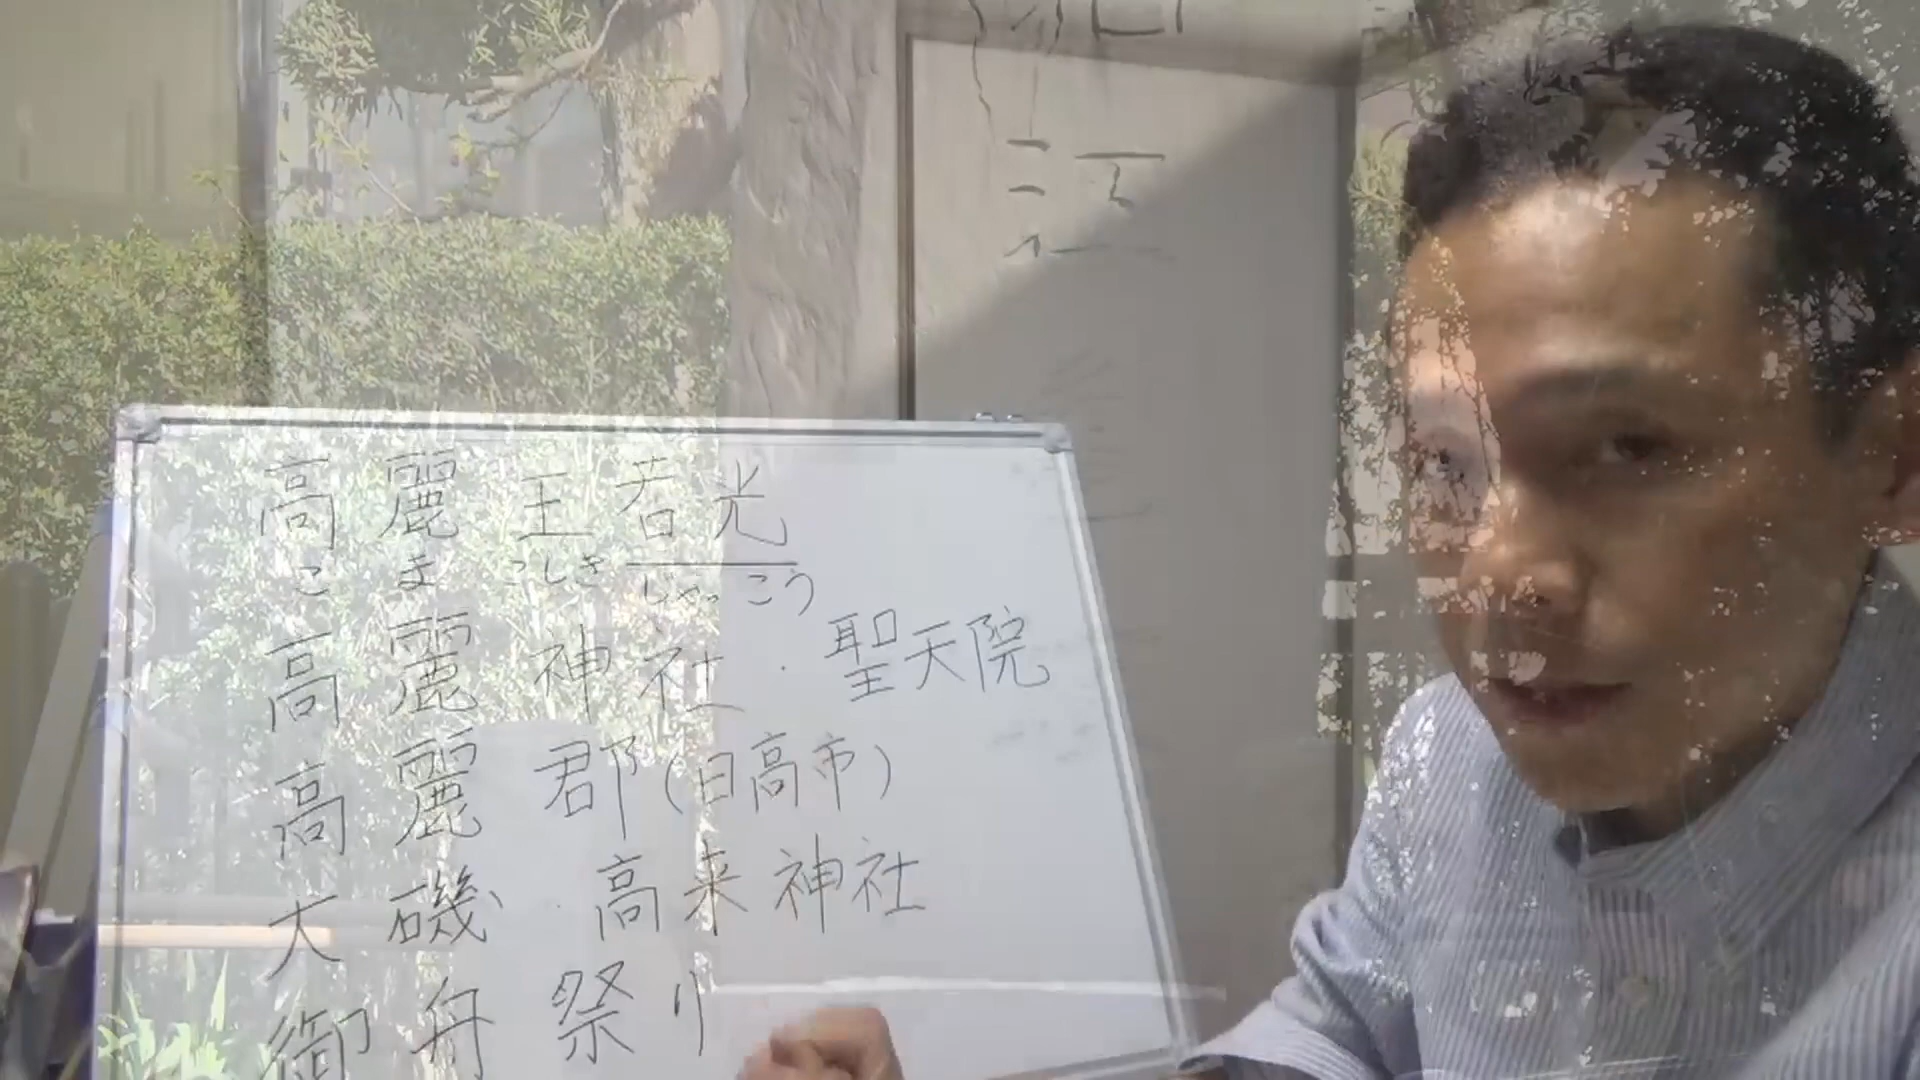 高麗王若光
こま こしき じゃっこう
高麗神社・聖天院
高麗郡(日高市)
大磯・高来神社
御舟祭り